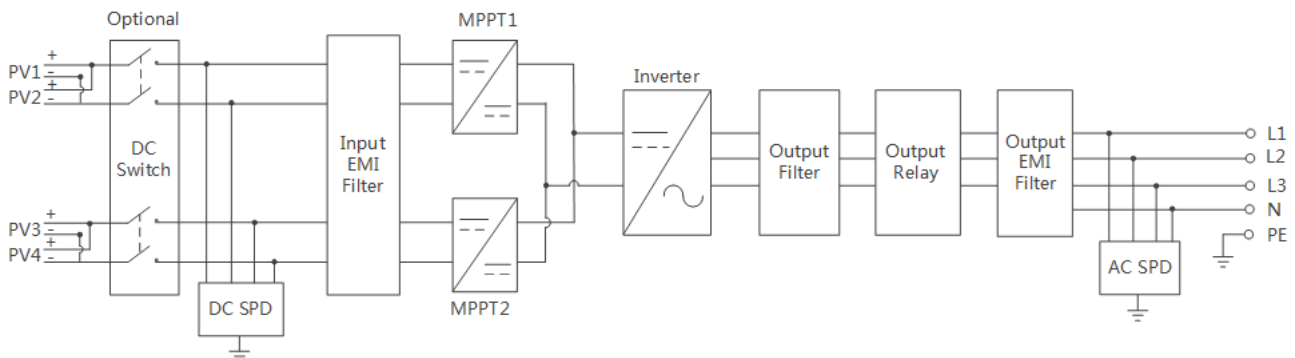 Optional
MPPT1
+
PV1 -
+
PV2 -
DC
Switch
Input
EMI
Filter
Inverter
Output
Filter
Output
Relay
Output
EMI
Filter
L1
L2
L3
N
PE
+
PV3 -
+
PV4 -
DC SPD
MPPT2
AC SPD